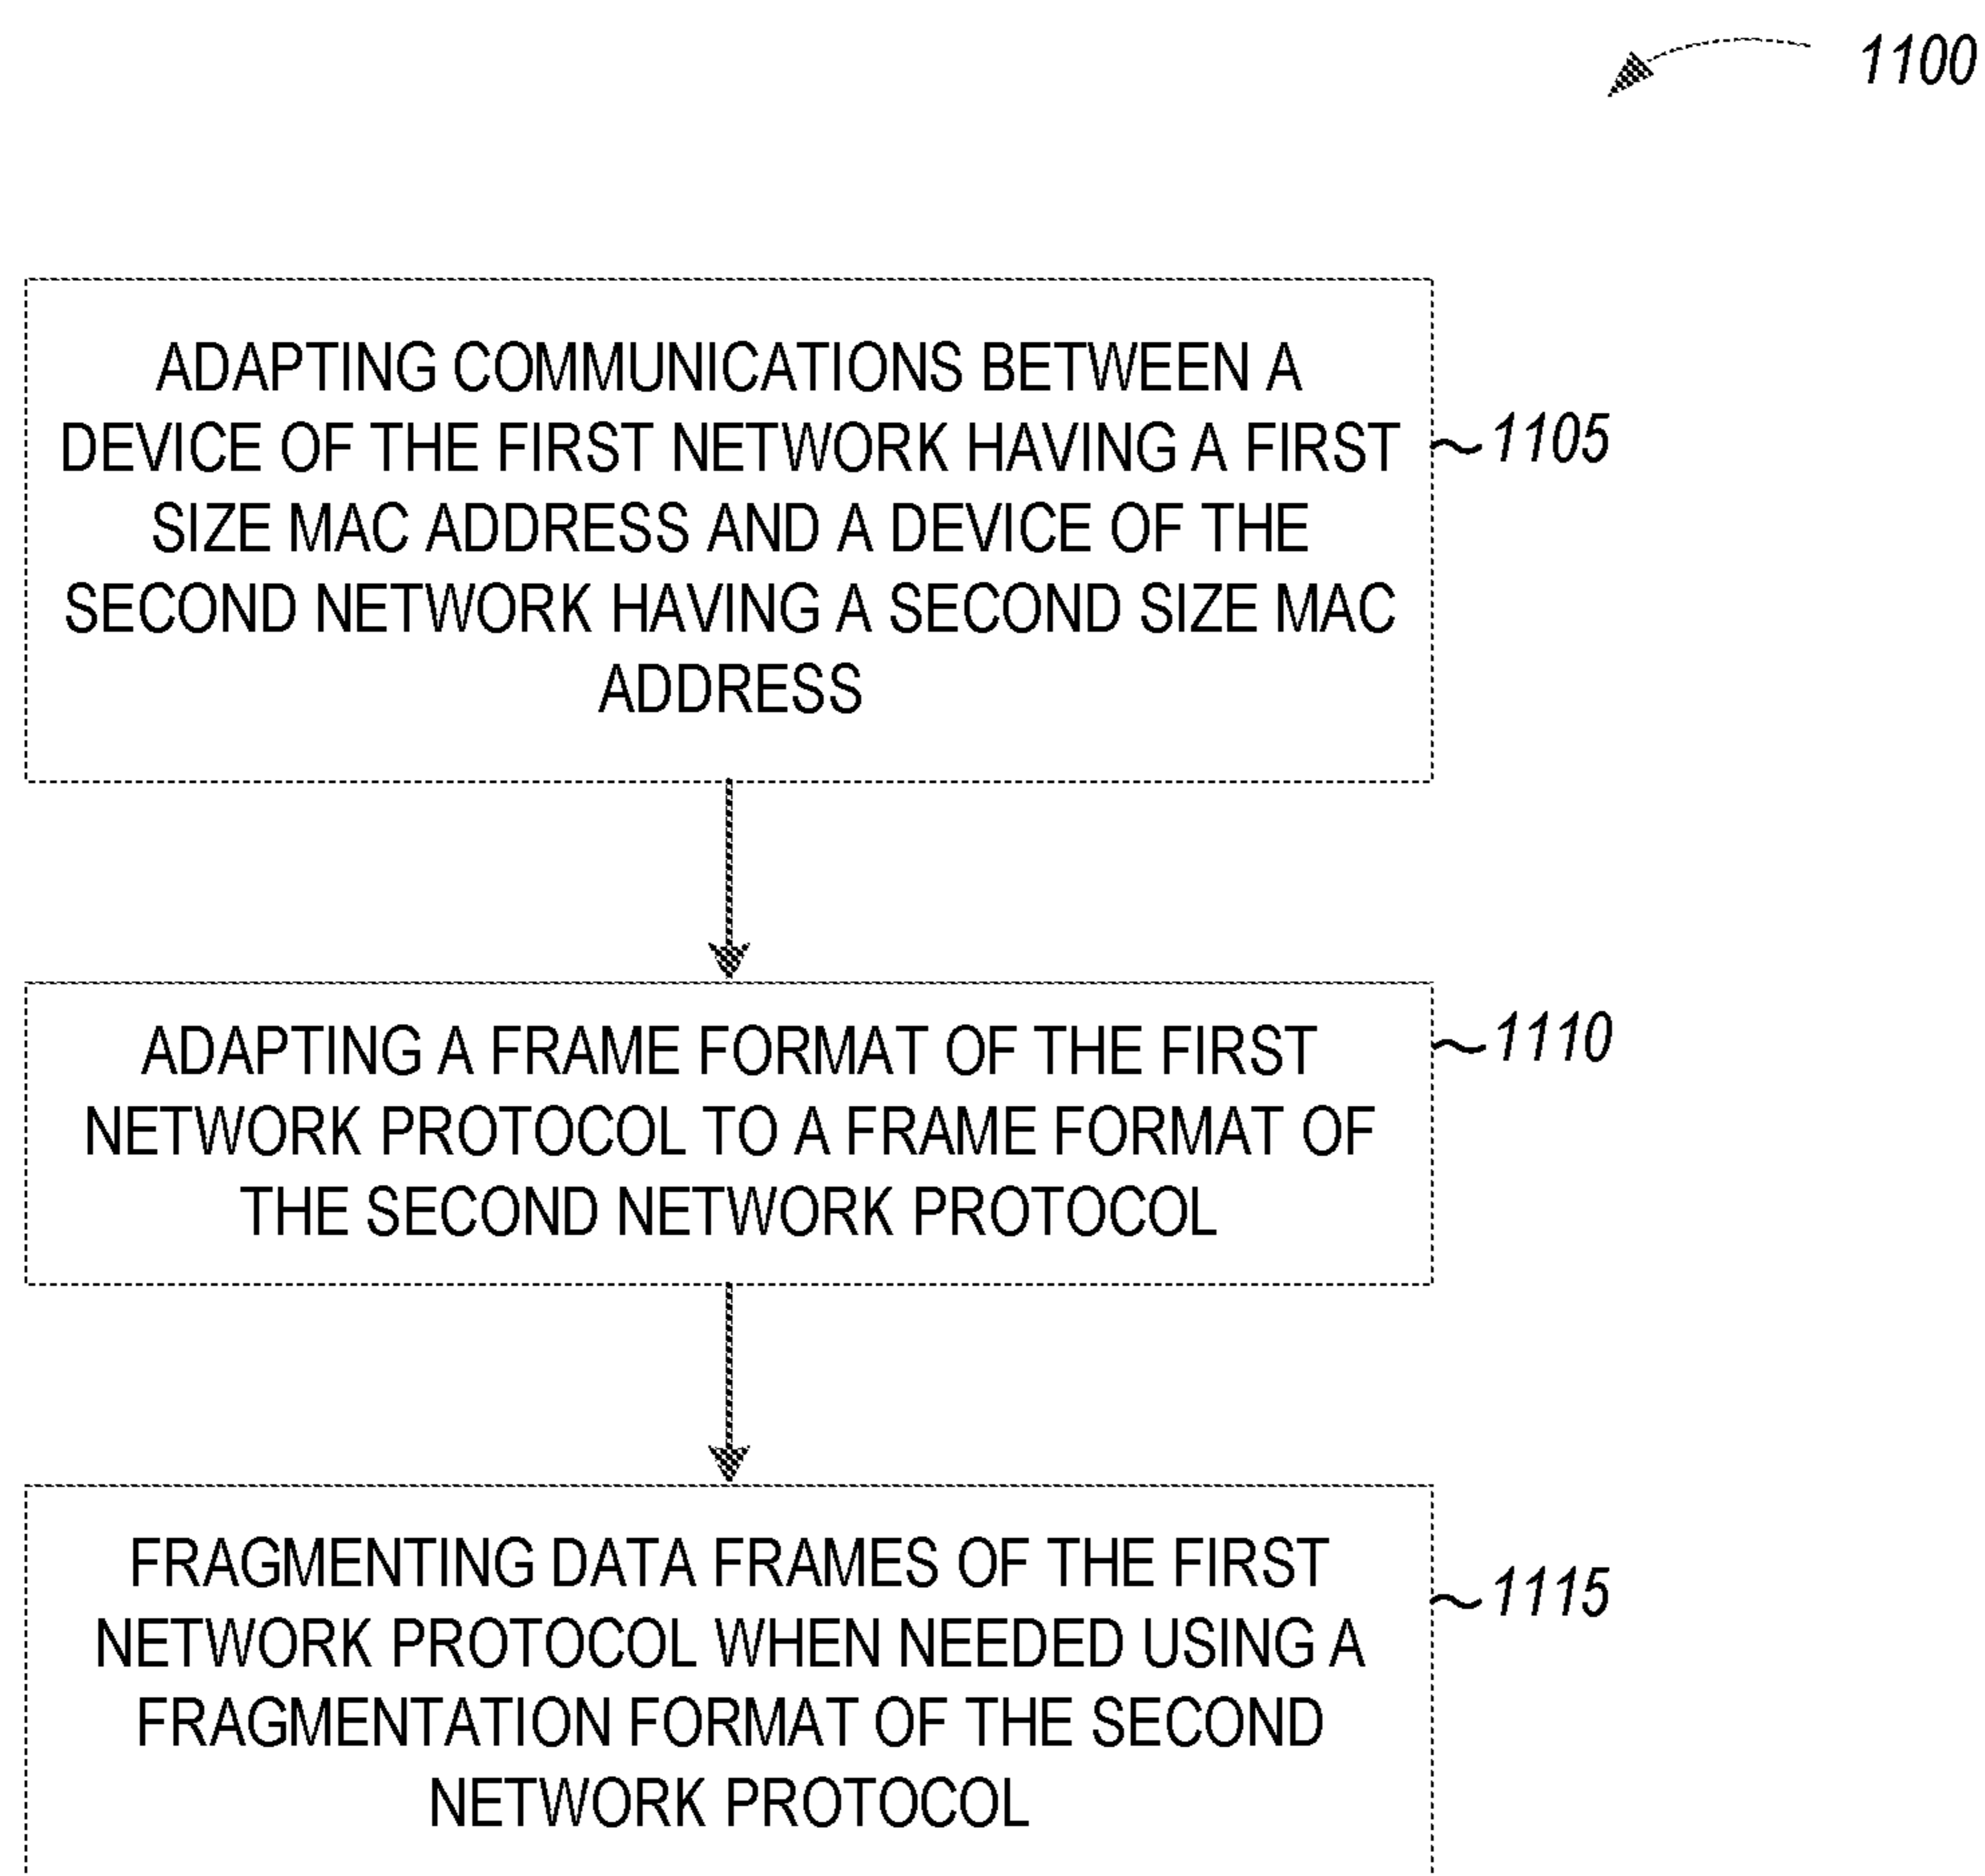 1100
ADAPTING COMMUNICATIONS BETWEEN A
DEVICE OF THE FIRST NETWORK HAVING A FIRST
SIZE MAC ADDRESS AND A DEVICE OF THE
SECOND NETWORK HAVING A SECOND SIZE MAC
ADDRESS
1105
ADAPTING A FRAME FORMAT OF THE FIRST
NETWORK PROTOCOL TO A FRAME FORMAT OF
THE SECOND NETWORK PROTOCOL
1110
FRAGMENTING DATA FRAMES OF THE FIRST
NETWORK PROTOCOL WHEN NEEDED USING A
FRAGMENTATION FORMAT OF THE SECOND
NETWORK PROTOCOL
1115